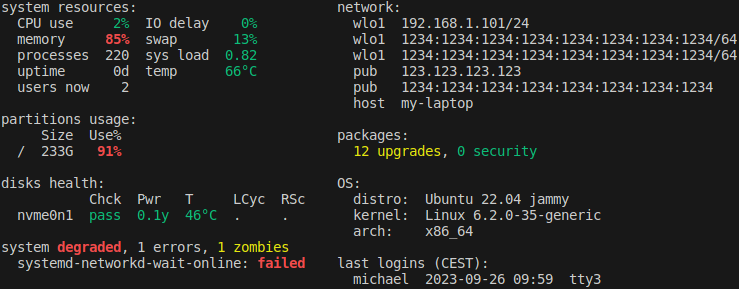 system resources:
CPU use 2% IO delay 0%
memory 85% swap 13%
processes 220 sys load 0.82
uptime 0d temp 66°C
users now 2
partitions usage:
Size Use%
/ 233G 91%
disks health:
Chck Pwr T LCyc RSc
nvme0n1 pass 0.1y 46°C . .
system degraded, 1 errors, 1 zombies
systemd-networkd-wait-online: failed
network:
wlo1 192.168.1.101/24
wlo1 1234:1234:1234:1234:1234:1234:1234:1234/64
wlo1 1234:1234:1234:1234:1234:1234:1234:1234/64
pub 123.123.123.123
pub 1234:1234:1234:1234:1234:1234:1234:1234
host my-laptop
packages:
12 upgrades, 0 security
OS:
distro: Ubuntu 22.04 jammy
kernel: Linux 6.2.0-35-generic
arch: x86_64
last logins (CEST):
michael 2023-09-26 09:59 tty3